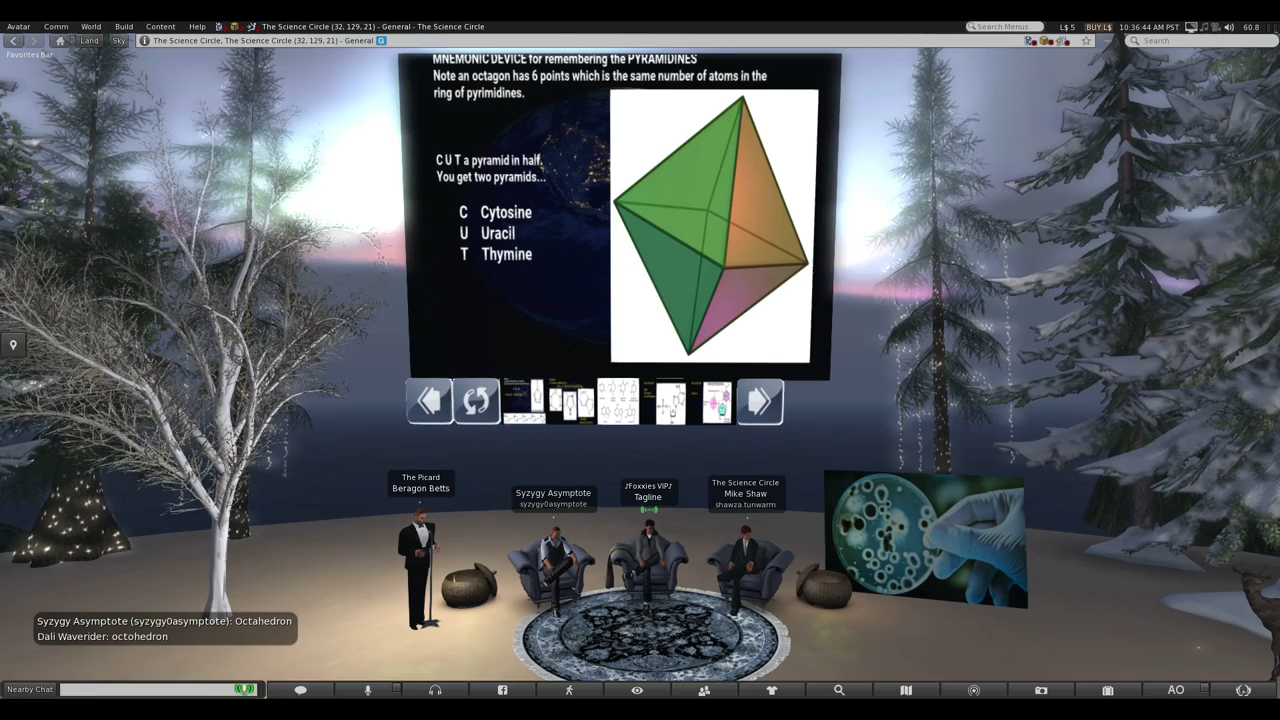 Avatar Comm World Build Content Help The Science Circle (32, 129, 21) - General - The Science Circle Search Menus L$ 5 BUY L$ 10:36:44 AM PST 60.8
Land Sky The Science Circle, The Science Circle (32, 129, 21) - General G Search
Favorites Bar
MNEMONIC DEVICE for remembering the PYRAMIDINES
Note an octagon has 6 points which is the same number of atoms in the
ring of pyrimidines.
C U T a pyramid in half.
You get two pyramids...
C Cytosine
U Uracil
T Thymine
The Picard
Beragon Betts
Syzygy Asymptote
syzygy0asymptote
♪Foxxies VIP♪
Tagline
The Science Circle
Mike Shaw
shawza.tunwarm
Syzygy Asymptote (syzygy0asymptote): Octahedron
Dali Waverider: octohedron
Nearby Chat
AO